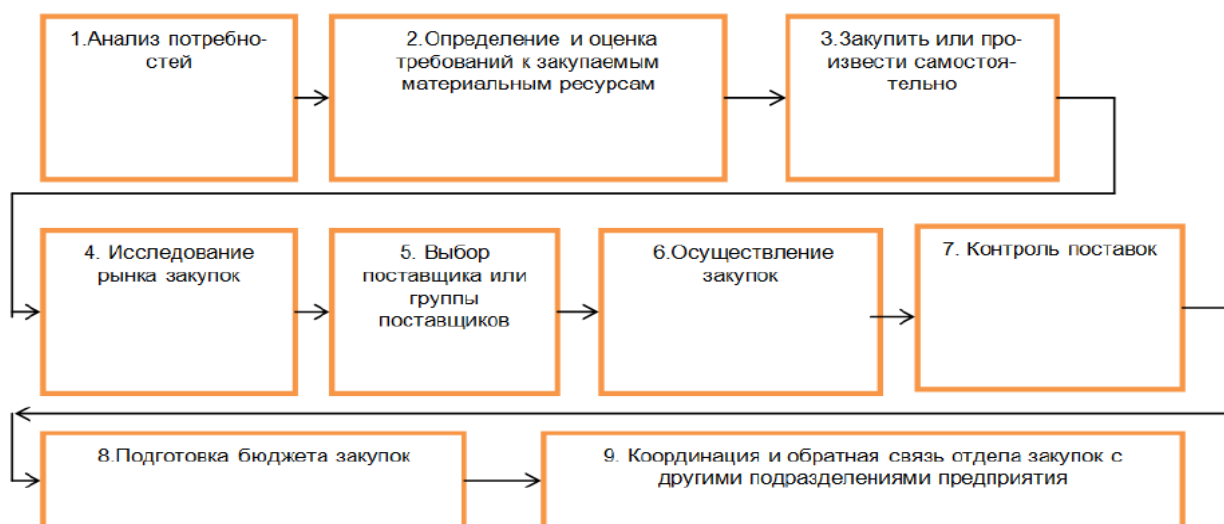 1.Анализ потребно-
стей
2.Определение и оценка
требований к закупаемым
материальным ресурсам
3.Закупить или про-
извести самостоя-
тельно
4. Исследование
рынка закупок
5. Выбор
поставщика или
группы
поставщиков
6.Осуществление
закупок
7. Контроль поставок
8.Подготовка бюджета закупок
9. Координация и обратная связь отдела закупок с
другими подразделениями предприятия